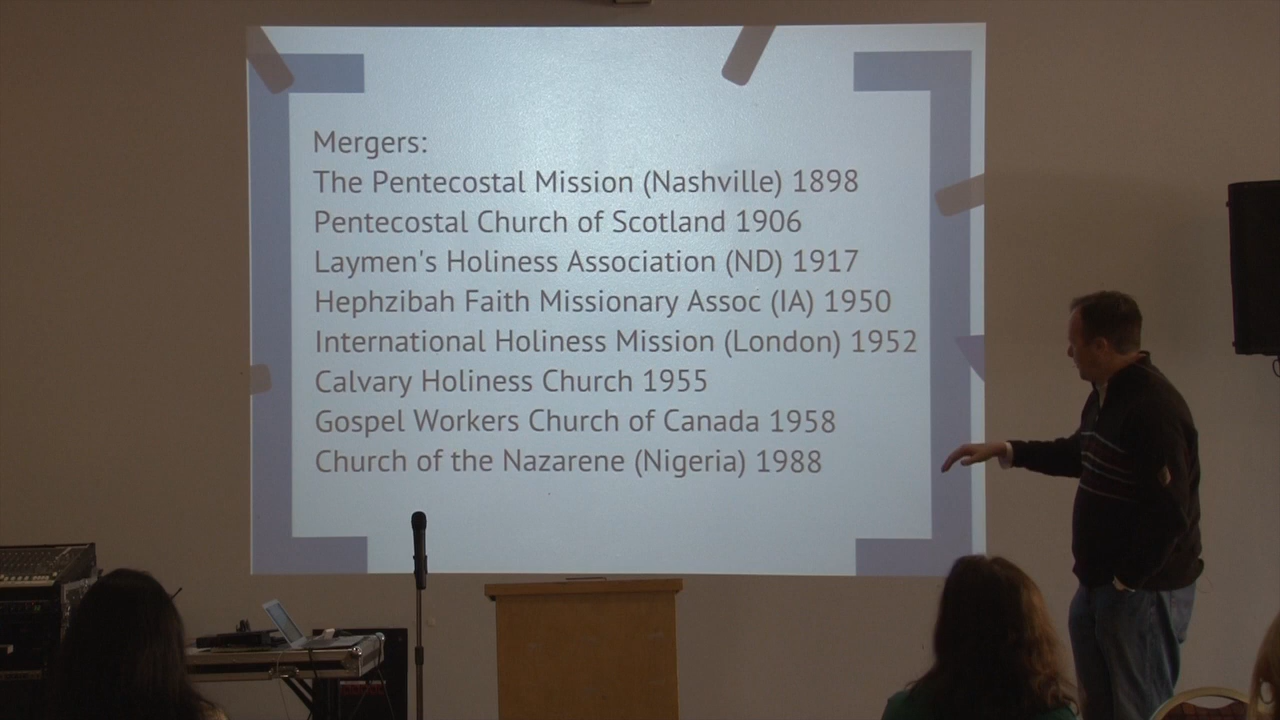 Mergers:
The Pentecostal Mission (Nashville) 1898
Pentecostal Church of Scotland 1906
Laymen's Holiness Association (ND) 1917
Hephzibah Faith Missionary Assoc (IA) 1950
International Holiness Mission (London) 1952
Calvary Holiness Church 1955
Gospel Workers Church of Canada 1958
Church of the Nazarene (Nigeria) 1988